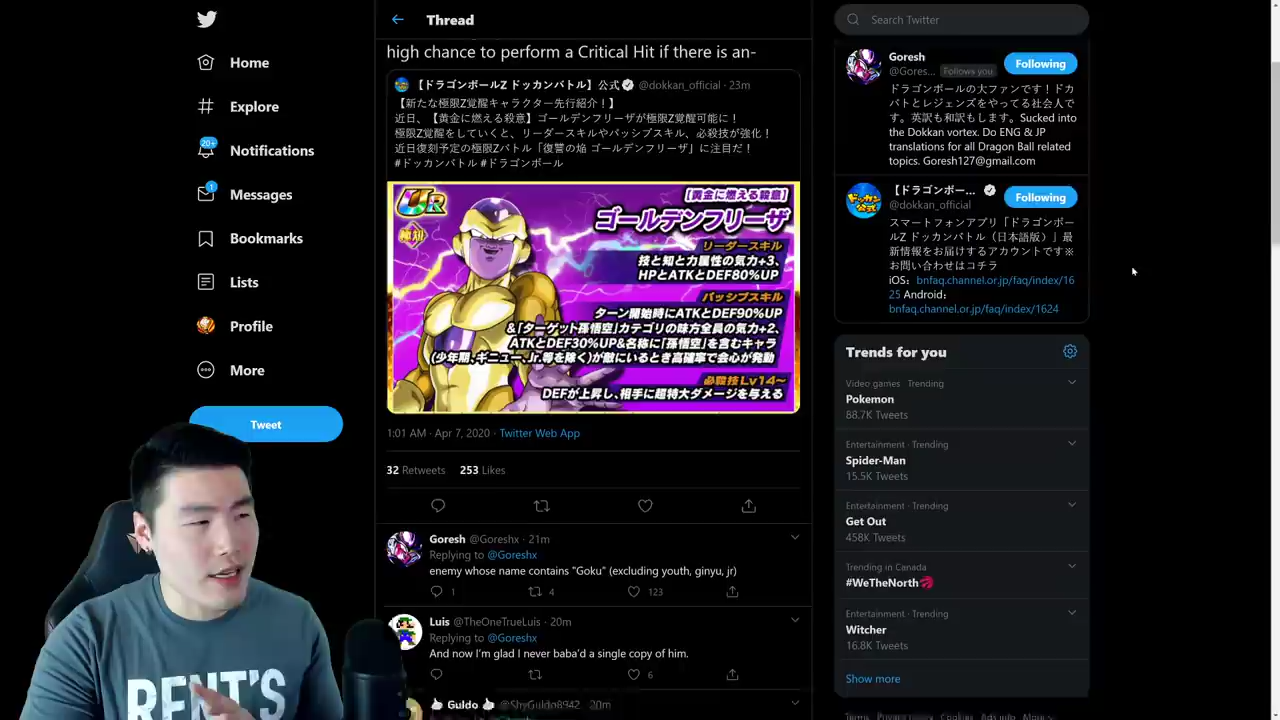 Home
Explore
20+
Notifications
1
Messages
Bookmarks
Lists
Profile
More
Tweet
Thread
high chance to perform a Critical Hit if there is an-
【ドラゴンボールZ ドッカンバトル】公式 @dokkan_official · 23m
【新たな極限Z覚醒キャラクター先行紹介！】
近日、【黄金に燃える殺意】ゴールデンフリーザが極限Z覚醒可能に！
極限Z覚醒をしていくと、リーダースキルやパッシブスキル、必殺技が強化！
近日復刻予定の極限Zバトル「復讐の焔 ゴールデンフリーザ」に注目だ！
#ドッカンバトル #ドラゴンボール
UR
極知
【黄金に燃える殺意】
ゴールデンフリーザ
リーダースキル
技と知と力属性の気力+3、
HPとATKとDEF80%UP
パッシブスキル
ターン開始時にATKとDEF90%UP
&「ターゲット孫悟空」カテゴリの味方全員の気力+2、
ATKとDEF30%UP&名称に「孫悟空」を含むキャラ
(少年期、ギニュー、Jr.等を除く)が敵にいるとき高確率で会心が発動
必殺技Lv14~
DEFが上昇し、相手に超特大ダメージを与える
1:01 AM · Apr 7, 2020 · Twitter Web App
32 Retweets 253 Likes
Goresh @Goreshx · 21m
Replying to @Goreshx
enemy whose name contains "Goku" (excluding youth, ginyu, jr)
1 4 123
Luis @TheOneTrueLuis · 20m
Replying to @Goreshx
And now I'm glad I never baba'd a single copy of him.
6
Guldo @ShyGuldo8942 · 20m
Search Twitter
Goresh
@Gores... Follows you
Following
ドラゴンボールの大ファンです！ドカ
バトとレジェンズをやってる社会人で
す。英訳も和訳もします。Sucked into
the Dokkan vortex. Do ENG & JP
translations for all Dragon Ball related
topics. Goresh127@gmail.com
【ドラゴンボー...
@dokkan_official
Following
スマートフォンアプリ「ドラゴンボー
ルZ ドッカンバトル（日本語版）」最
新情報をお届けするアカウントです※
お問い合わせはコチラ
iOS： bnfaq.channel.or.jp/faq/index/16
25 Android：
bnfaq.channel.or.jp/faq/index/1624
Trends for you
Video games · Trending
Pokemon
88.7K Tweets
Entertainment · Trending
Spider-Man
15.5K Tweets
Entertainment · Trending
Get Out
458K Tweets
Trending in Canada
#WeTheNorth
Entertainment · Trending
Witcher
16.8K Tweets
Show more
Terms Privacy policy Cookies Ads info More
RENT'S